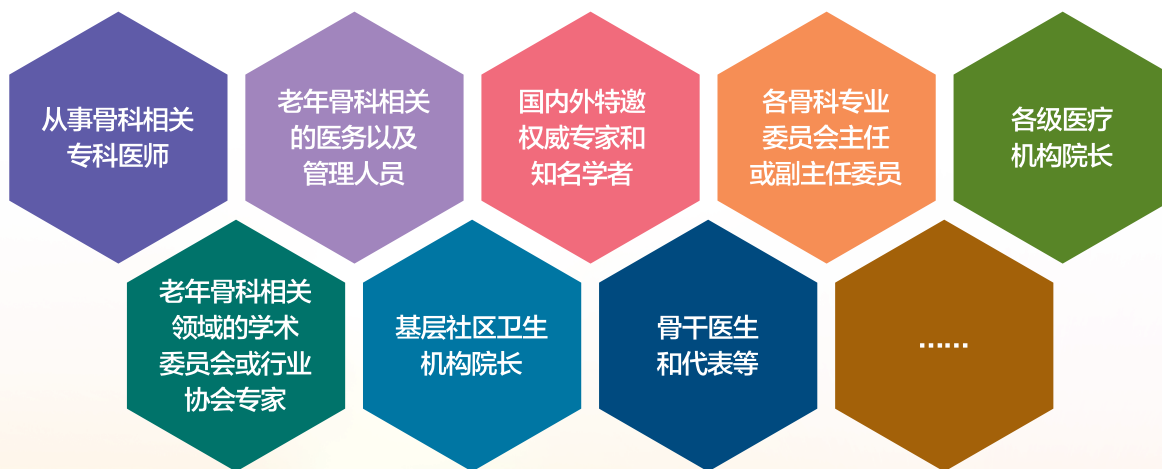 从事骨科相关
专科医师
老年骨科相关
的医务以及
管理人员
国内外特邀
权威专家和
知名学者
各骨科专业
委员会主任
或副主任委员
各级医疗
机构院长
老年骨科相关
领域的学术
委员会或行业
协会专家
基层社区卫生
机构院长
骨干医生
和代表等
……